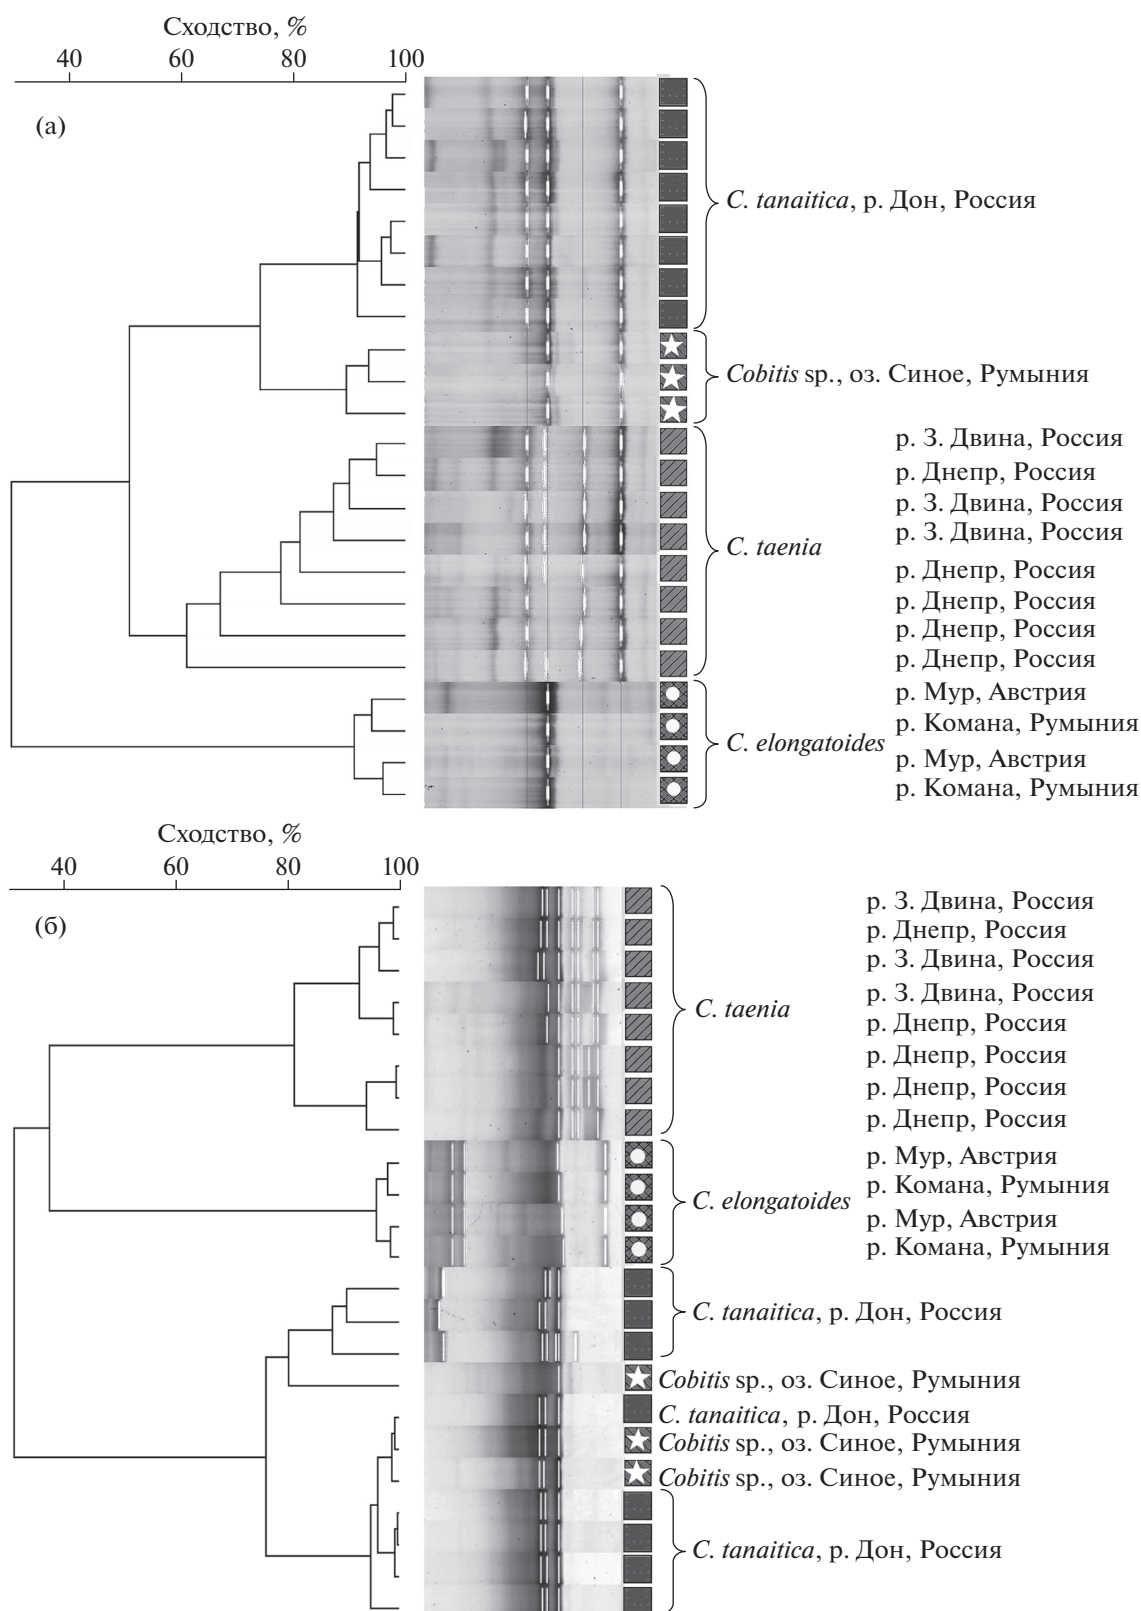 Сходство, %
40 60 80 100
(а)
C. tanaitica, р. Дон, Россия
Cobitis sp., оз. Синое, Румыния
р. З. Двина, Россия
р. Днепр, Россия
р. З. Двина, Россия
р. З. Двина, Россия
C. taenia
р. Днепр, Россия
р. Днепр, Россия
р. Днепр, Россия
р. Днепр, Россия
р. Мур, Австрия
р. Комана, Румыния
C. elongatoides
р. Мур, Австрия
р. Комана, Румыния
Сходство, %
40 60 80 100
(б)
р. З. Двина, Россия
р. Днепр, Россия
р. З. Двина, Россия
р. З. Двина, Россия
C. taenia
р. Днепр, Россия
р. Днепр, Россия
р. Днепр, Россия
р. Днепр, Россия
р. Мур, Австрия
р. Комана, Румыния
C. elongatoides
р. Мур, Австрия
р. Комана, Румыния
C. tanaitica, р. Дон, Россия
Cobitis sp., оз. Синое, Румыния
C. tanaitica, р. Дон, Россия
Cobitis sp., оз. Синое, Румыния
Cobitis sp., оз. Синое, Румыния
C. tanaitica, р. Дон, Россия